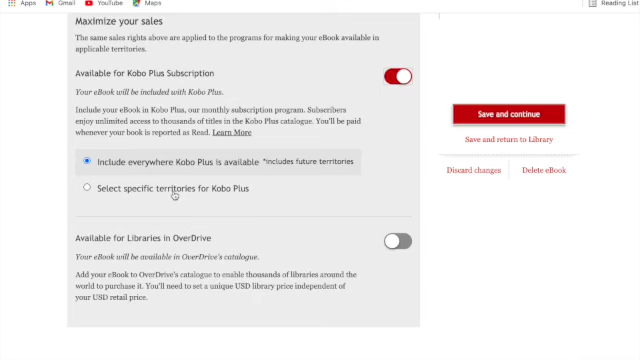 Apps Gmail YouTube Maps Reading List
Maximize your sales
The same sales rights above are applied to the programs for making your eBook available in
applicable territories.
Available for Kobo Plus Subscription
Your eBook will be included with Kobo Plus.
Include your eBook in Kobo Plus, our monthly subscription program. Subscribers
enjoy unlimited access to thousands of titles in the Kobo Plus catalogue. You'll be paid
whenever your book is reported as Read. Learn More
Include everywhere Kobo Plus is available *includes future territories
Select specific territories for Kobo Plus
Available for Libraries in OverDrive
Your eBook will be available in OverDrive's catalogue.
Add your eBook to OverDrive's catalogue to enable thousands of libraries around the
world to purchase it. You'll need to set a unique USD library price independent of
your USD retail price.
Save and continue
Save and return to Library
Discard changes Delete eBook